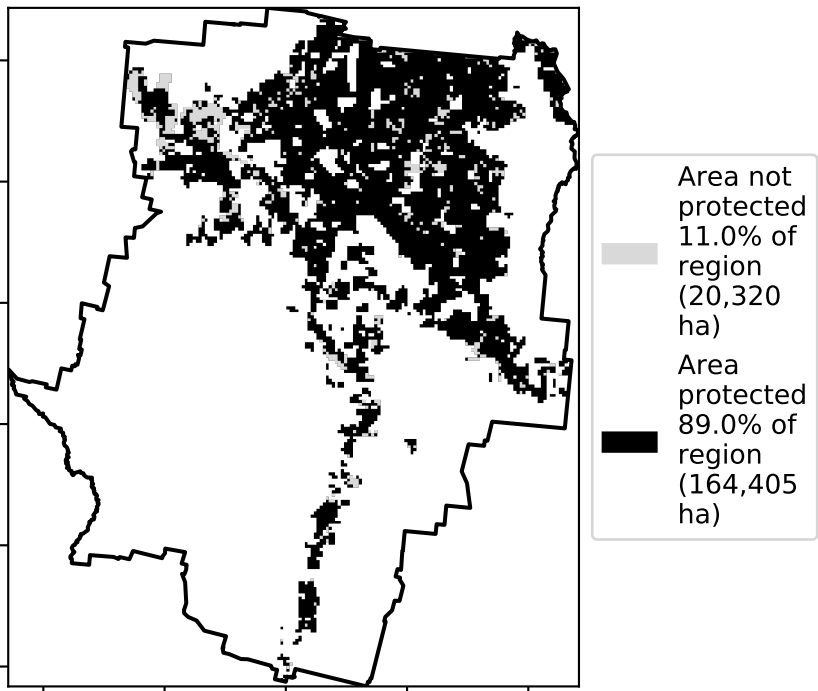 Area not
protected
11.0% of
region
(20,320
ha)
Area
protected
89.0% of
region
(164,405
ha)